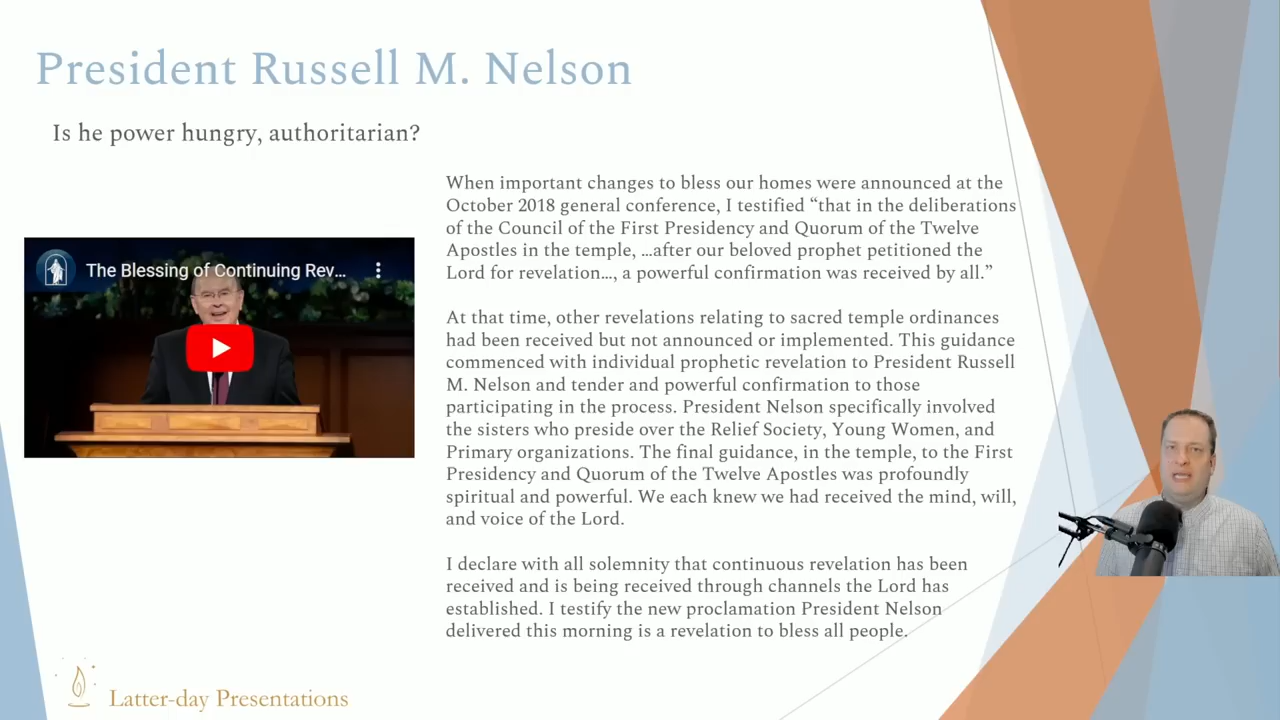 President Russell M. Nelson
Is he power hungry, authoritarian?
The Blessing of Continuing Rev...
When important changes to bless our homes were announced at the
October 2018 general conference, I testified “that in the deliberations
of the Council of the First Presidency and Quorum of the Twelve
Apostles in the temple, …after our beloved prophet petitioned the
Lord for revelation…, a powerful confirmation was received by all.”
At that time, other revelations relating to sacred temple ordinances
had been received but not announced or implemented. This guidance
commenced with individual prophetic revelation to President Russell
M. Nelson and tender and powerful confirmation to those
participating in the process. President Nelson specifically involved
the sisters who preside over the Relief Society, Young Women, and
Primary organizations. The final guidance, in the temple, to the First
Presidency and Quorum of the Twelve Apostles was profoundly
spiritual and powerful. We each knew we had received the mind, will,
and voice of the Lord.
I declare with all solemnity that continuous revelation has been
received and is being received through channels the Lord has
established. I testify the new proclamation President Nelson
delivered this morning is a revelation to bless all people.
Latter-day Presentations